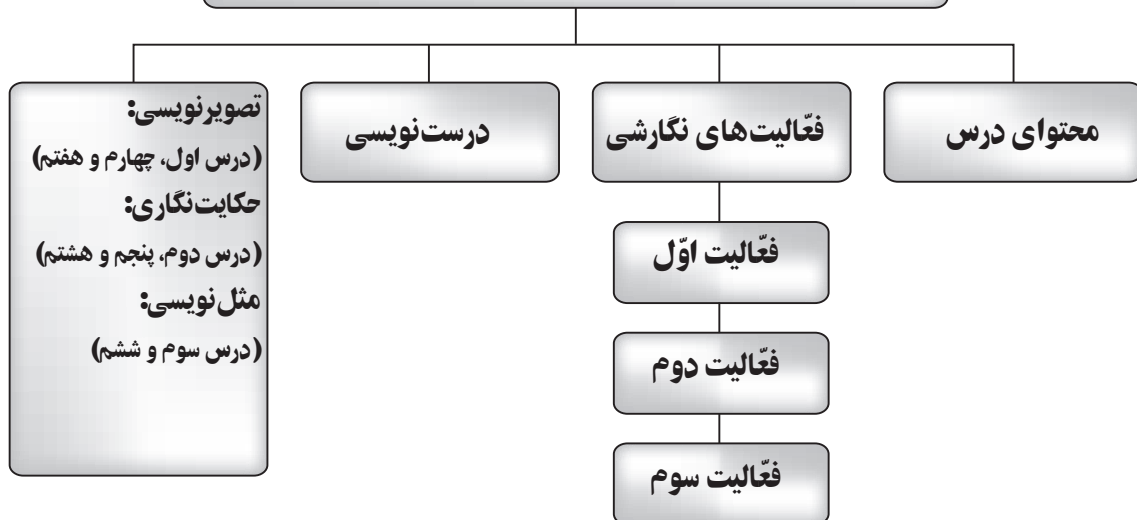 محتوای درس
فعّالیت‌های نگارشی
فعّالیت اوّل
فعّالیت دوم
فعّالیت سوم
درست‌نویسی
تصویرنویسی:
(درس اول، چهارم و هفتم)
حکایت‌نگاری:
(درس دوم، پنجم و هشتم)
مثل‌نویسی:
(درس سوم و ششم)